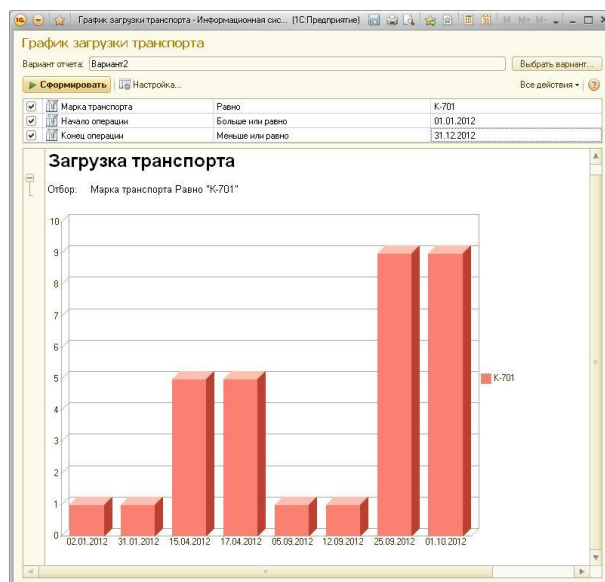 График загрузки транспорта - Информационная сис... (1С:Предприятие)
M M+ M-
График загрузки транспорта
Вариант отчета: Вариант2 Выбрать вариант...
Сформировать Настройка... Все действия
Марка транспорта Равно К-701
Начало операции Больше или равно 01.01.2012
Конец операции Меньше или равно 31.12.2012
Загрузка транспорта
Отбор: Марка транспорта Равно "К-701"
10
9
8
7
6
5
К-701
4
3
2
1
0
02.01.2012 31.01.2012 15.04.2012 17.04.2012 05.09.2012 12.09.2012 25.09.2012 01.10.2012